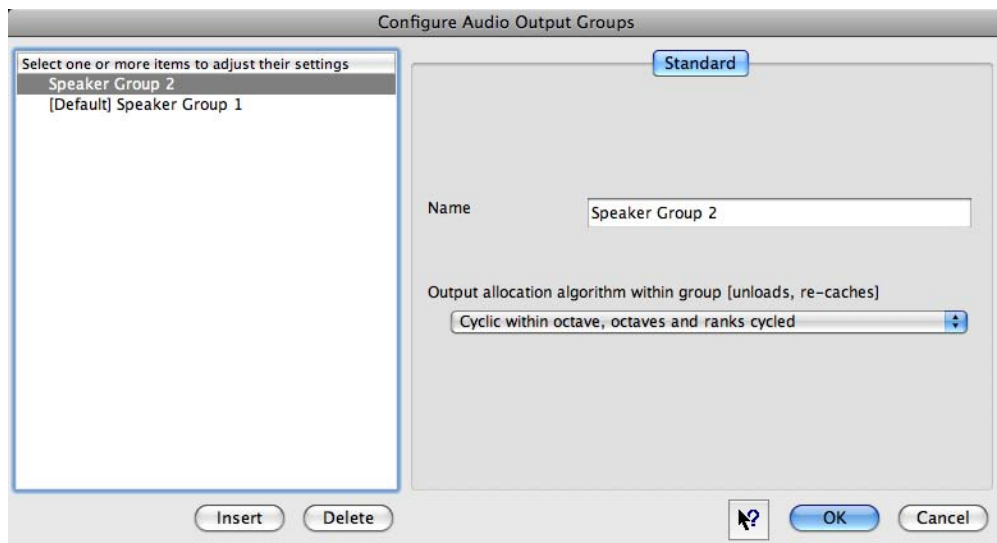 Configure Audio Output Groups
Select one or more items to adjust their settings
Speaker Group 2
[Default] Speaker Group 1
Standard
Name
Speaker Group 2
Output allocation algorithm within group [unloads, re-caches]
Cyclic within octave, octaves and ranks cycled
Insert
Delete
?
OK
Cancel